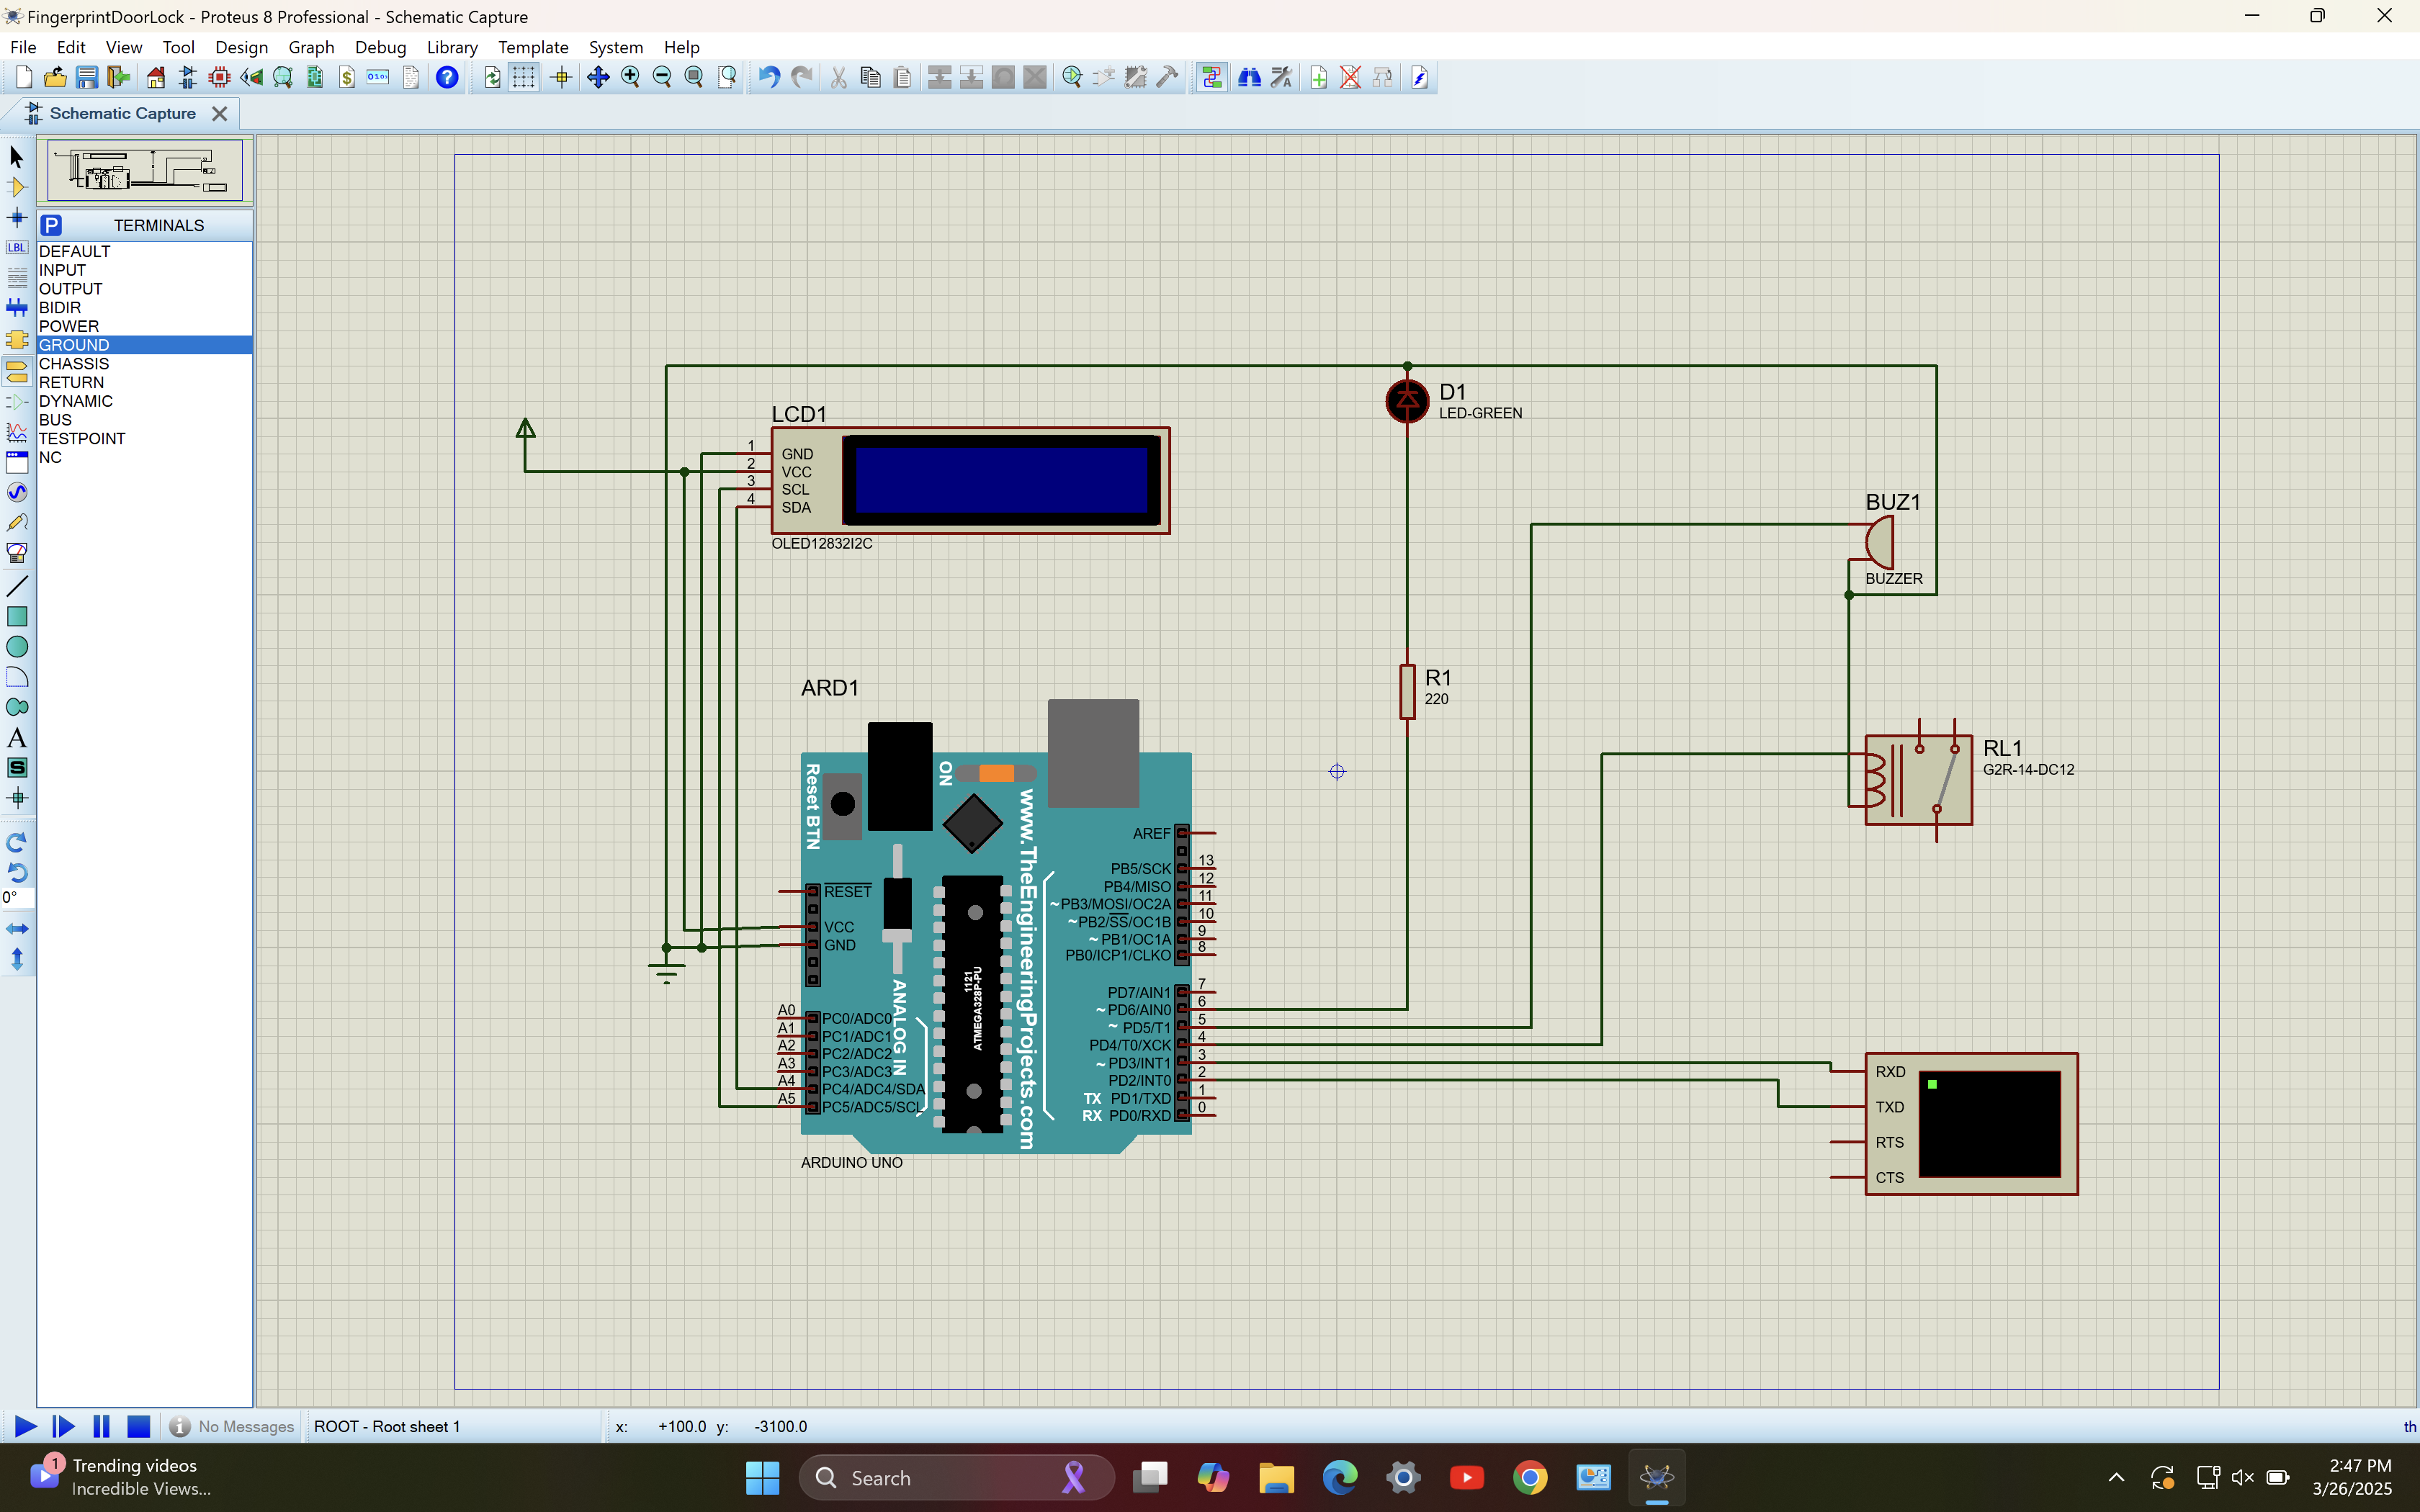 FingerprintDoorLock - Proteus 8 Professional - Schematic Capture
File Edit View Tool Design Graph Debug Library Template System Help
Schematic Capture
P TERMINALS
DEFAULT
INPUT
OUTPUT
BIDIR
POWER
GROUND
CHASSIS
RETURN
DYNAMIC
BUS
TESTPOINT
NC
LBL
A
S
0°
LCD1
1 GND
2 VCC
3 SCL
4 SDA
OLED12832I2C
D1
LED-GREEN
BUZ1
BUZZER
R1
220
RL1
G2R-14-DC12
ARD1
Reset BTN
ON
www.TheEngineeringProjects.com
RESET
VCC
GND
ANALOG IN
1121
ATMEGA328P-PU
A0 PC0/ADC0
A1 PC1/ADC1
A2 PC2/ADC2
A3 PC3/ADC3
A4 PC4/ADC4/SDA
A5 PC5/ADC5/SCL
AREF
PB5/SCK 13
PB4/MISO 12
~PB3/MOSI/OC2A 11
~PB2/SS/OC1B 10
~PB1/OC1A 9
PB0/ICP1/CLKO 8
PD7/AIN1 7
~PD6/AIN0 6
~PD5/T1 5
PD4/T0/XCK 4
~PD3/INT1 3
PD2/INT0 2
TX PD1/TXD 1
RX PD0/RXD 0
ARDUINO UNO
RXD
TXD
RTS
CTS
No Messages ROOT - Root sheet 1 x: +100.0 y: -3100.0 th
1
Trending videos
Incredible Views...
Search
2:47 PM
3/26/2025